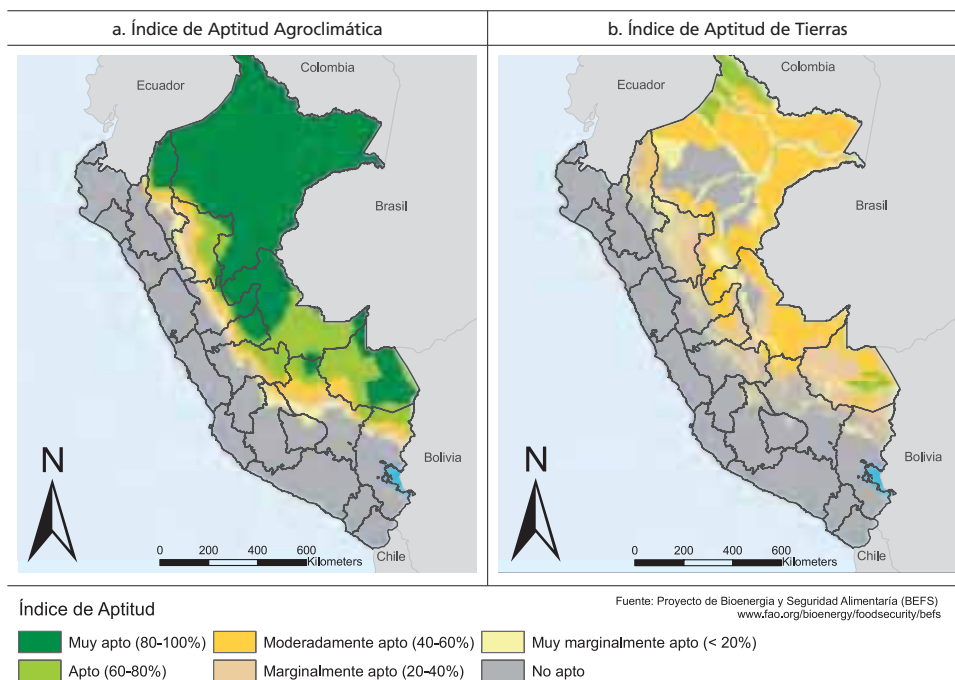 a. Índice de Aptitud Agroclimática
b. Índice de Aptitud de Tierras
Colombia
Ecuador
Brasil
Bolivia
Chile
N
0 200 400 600
Kilometers
Colombia
Ecuador
Brasil
Bolivia
Chile
N
0 200 400 600
Kilometers
Índice de Aptitud
Fuente: Proyecto de Bioenergia y Seguridad Alimentaría (BEFS)
www.fao.org/bioenergy/foodsecurity/befs
Muy apto (80-100%)
Moderadamente apto (40-60%)
Muy marginalmente apto (< 20%)
Apto (60-80%)
Marginalmente apto (20-40%)
No apto